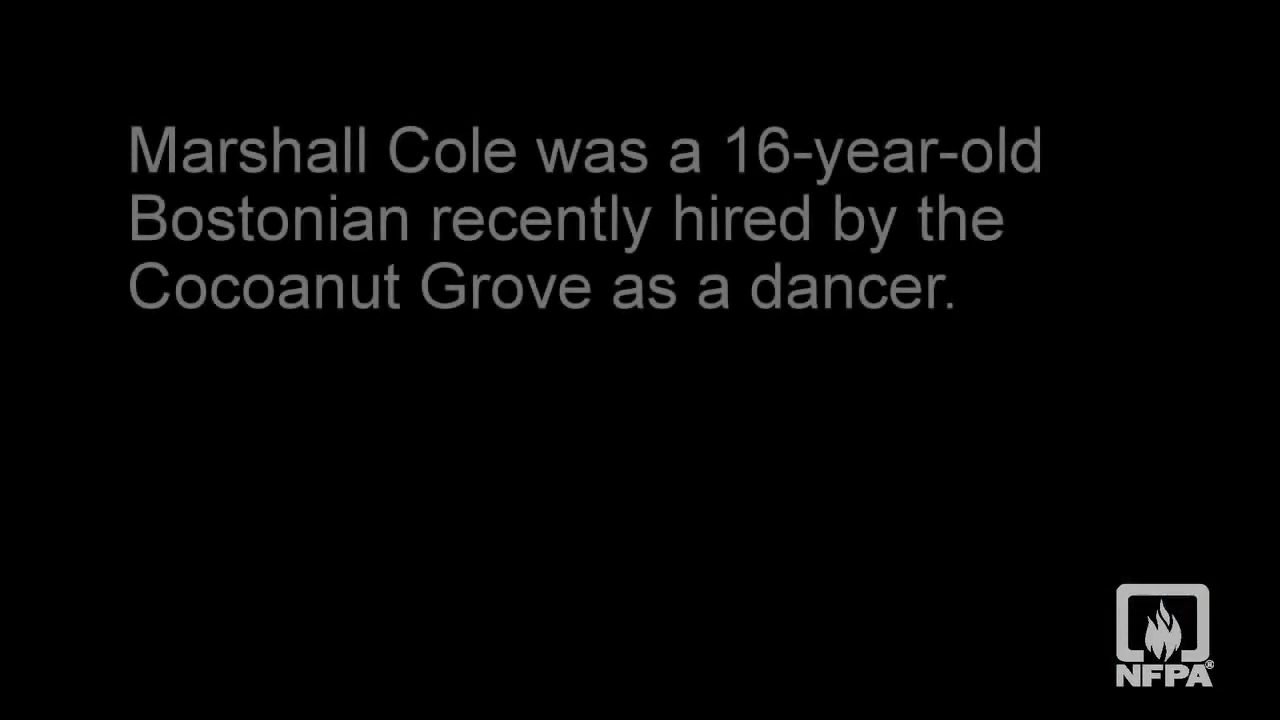 Marshall Cole was a 16-year-old
Bostonian recently hired by the
Cocoanut Grove as a dancer.
NFPA®